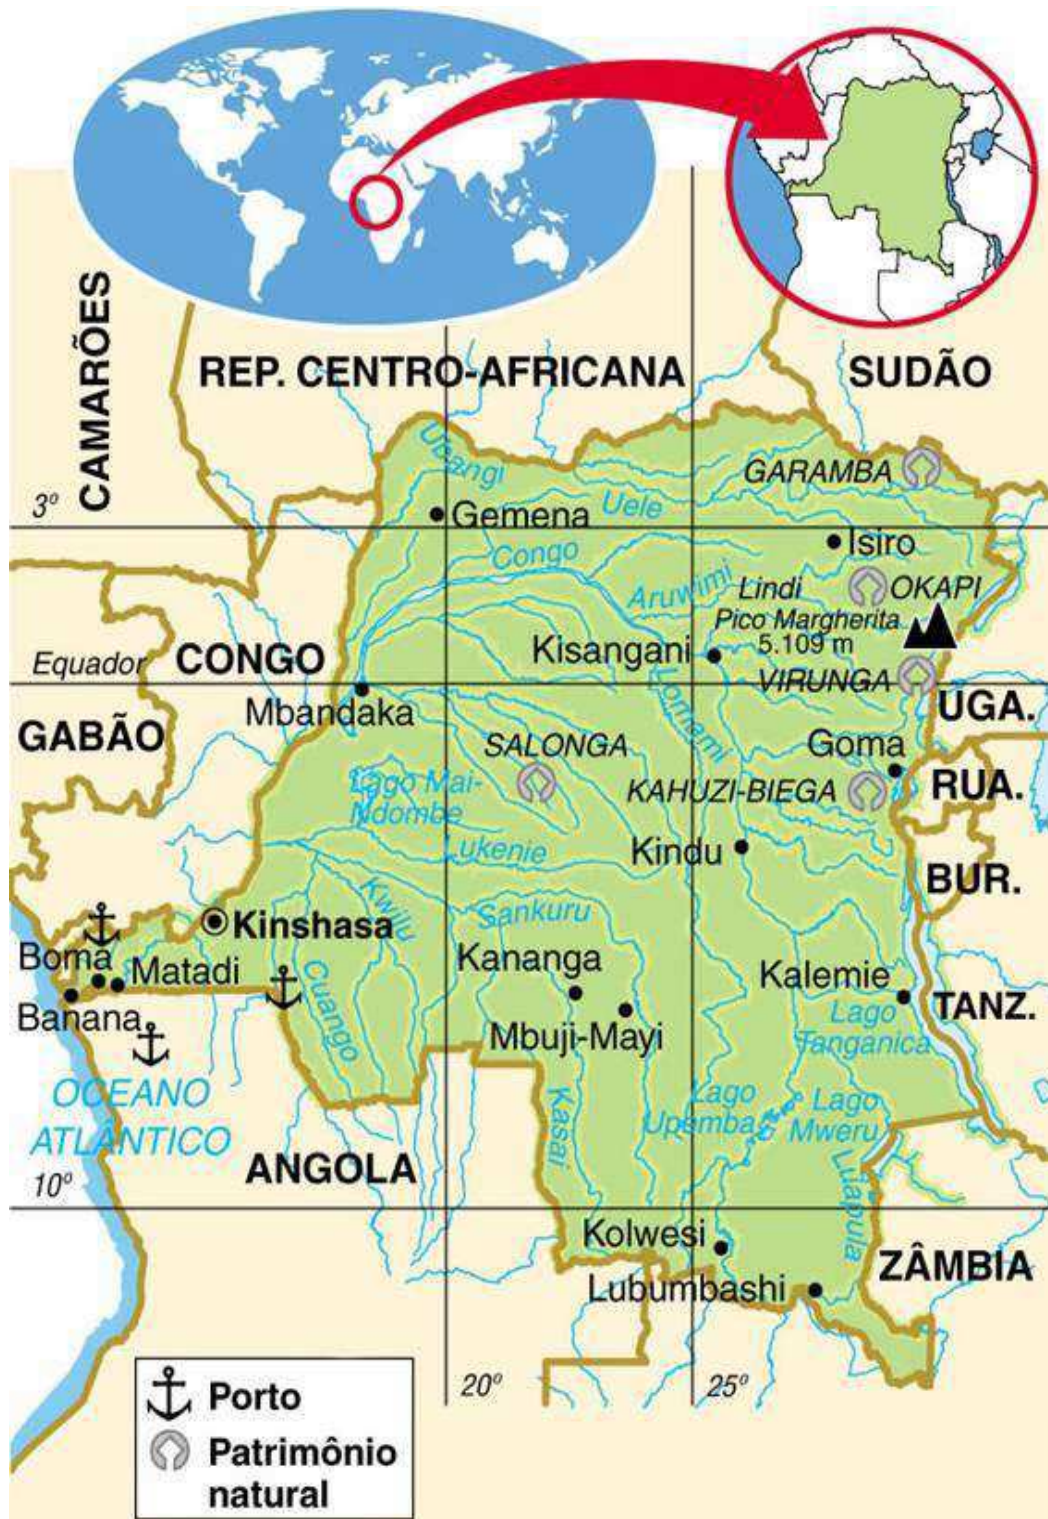 CAMARÕES
REP. CENTRO-AFRICANA
SUDÃO
Ubangi
GARAMBA
Uele
3º
Gemena
Isiro
Congo
Aruwimi
Lindi
OKAPI
Pico Margherita
5.109 m
Equador
CONGO
Kisangani
VIRUNGA
Lomami
Mbandaka
UGA.
GABÃO
SALONGA
Goma
Lago Mai-
Ndombe
KAHUZI-BIEGA
RUA.
Lukenie
Kindu
BUR.
Kwilu
Sankuru
Kinshasa
Boma
Matadi
Kananga
Kalemie
Banana
Cuango
Mbuji-Mayi
Lago
Tanganica
TANZ.
OCEANO
ATLÂNTICO
Kasai
Lago
Upemba
Lago
Mweru
ANGOLA
10º
Luapula
Kolwesi
ZÂMBIA
Lubumbashi
20º
25º
Porto
Patrimônio
natural